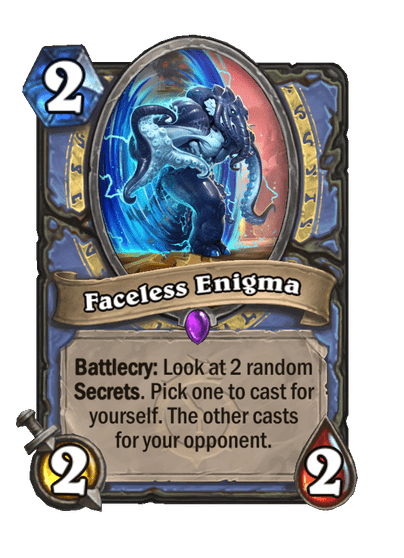 2
Faceless Enigma
Battlecry: Look at 2 random
Secrets. Pick one to cast for
yourself. The other casts
for your opponent.
2
2